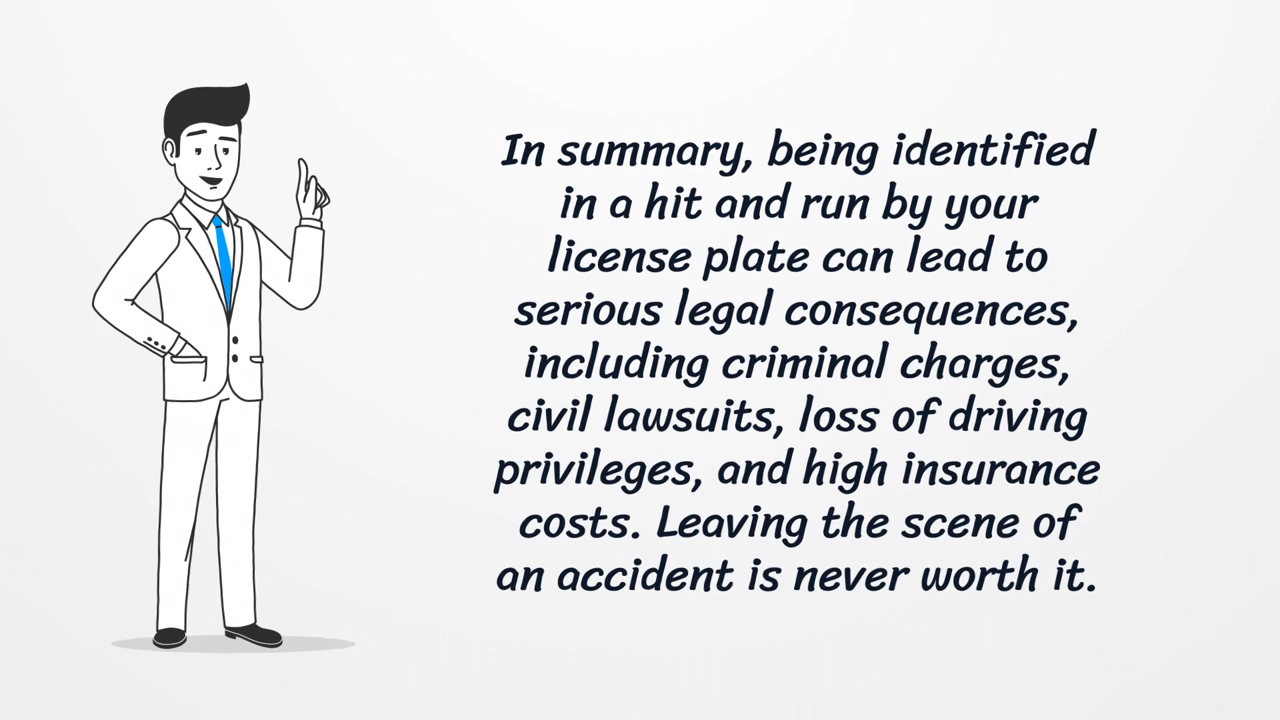 In summary, being identified
in a hit and run by your
license plate can lead to
serious legal consequences,
including criminal charges,
civil lawsuits, loss of driving
privileges, and high insurance
costs. Leaving the scene of
an accident is never worth it.